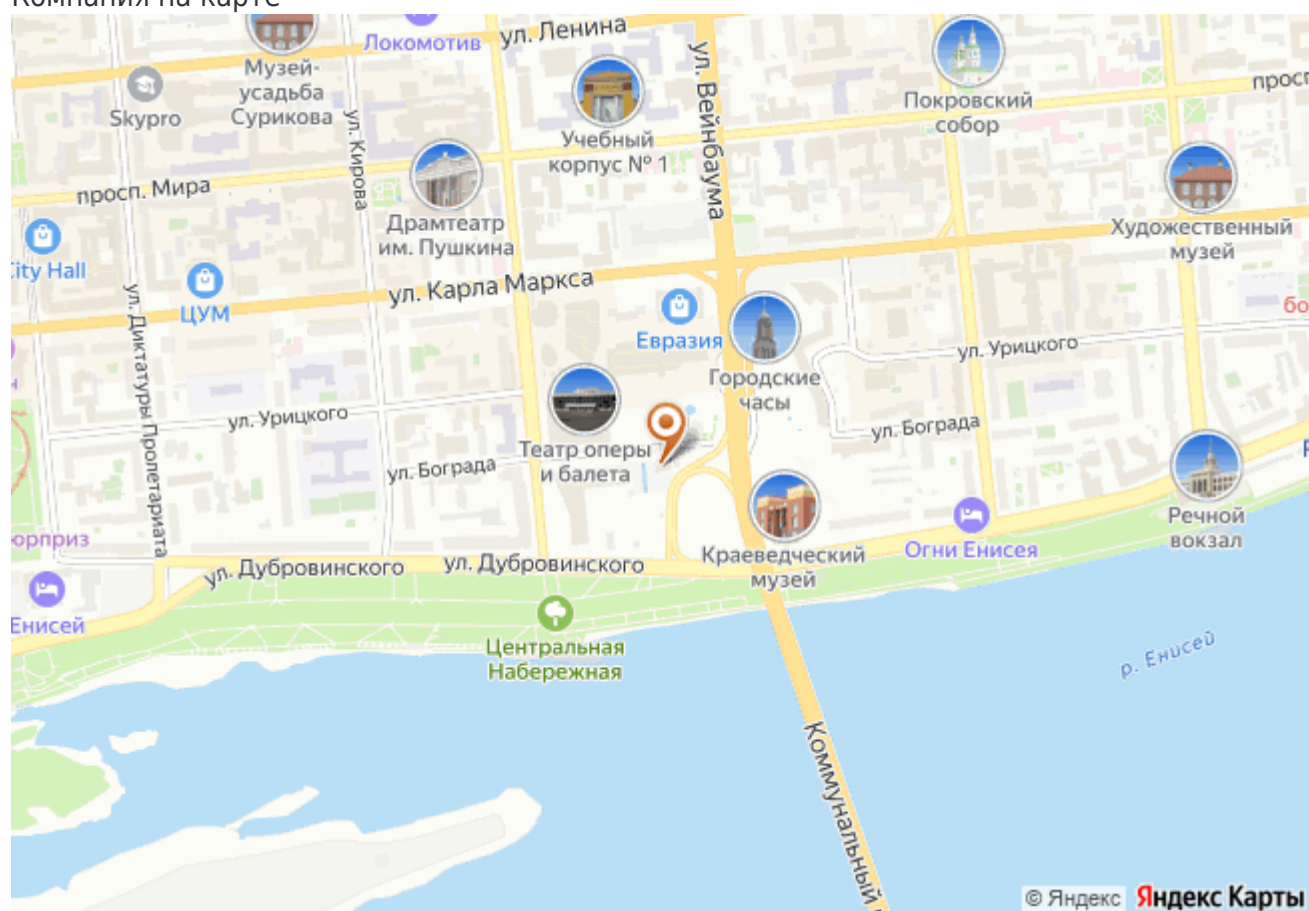 Компания на карте
Локомотив
ул. Ленина
Музей-
усадьба
Сурикова
Skypro
ул. Кирова
Учебный
корпус № 1
ул. Вейнбаума
Покровский
собор
просп. Мира
Драмтеатр
им. Пушкина
Художественный
музей
City Hall
ЦУМ
ул. Карла Маркса
Евразия
Городские
часы
ул. Урицкого
ул. Диктатуры Пролетариата
ул. Урицкого
Театр оперы
и балета
ул. Бограда
ул. Бограда
Речной
вокзал
Краеведческий
музей
Огни Енисея
ул. Дубровинского
ул. Дубровинского
Енисей
Центральная
Набережная
р. Енисей
Коммунальный
© Яндекс Яндекс Карты